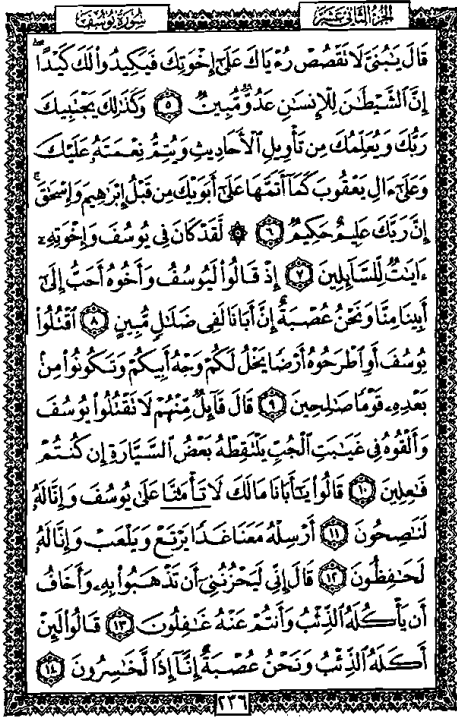 الجزء الثاني عشر
سورة يوسف
قَالَ يَٰبُنَيَّ لَا تَقْصُصْ رُءْيَاكَ عَلَىٰٓ إِخْوَتِكَ فَيَكِيدُوا۟ لَكَ كَيْدًا ۖ
إِنَّ ٱلشَّيْطَٰنَ لِلْإِنسَٰنِ عَدُوٌّ مُّبِينٌ ۝٥ وَكَذَٰلِكَ يَجْتَبِيكَ
رَبُّكَ وَيُعَلِّمُكَ مِن تَأْوِيلِ ٱلْأَحَادِيثِ وَيُتِمُّ نِعْمَتَهُۥ عَلَيْكَ
وَعَلَىٰٓ ءَالِ يَعْقُوبَ كَمَآ أَتَمَّهَا عَلَىٰٓ أَبَوَيْكَ مِن قَبْلُ إِبْرَٰهِيمَ وَإِسْحَٰقَ ۚ
إِنَّ رَبَّكَ عَلِيمٌ حَكِيمٌ ۝٦ ۞ لَّقَدْ كَانَ فِى يُوسُفَ وَإِخْوَتِهِۦٓ
ءَايَٰتٌ لِّلسَّآئِلِينَ ۝٧ إِذْ قَالُوا۟ لَيُوسُفُ وَأَخُوهُ أَحَبُّ إِلَىٰٓ
أَبِينَا مِنَّا وَنَحْنُ عُصْبَةٌ إِنَّ أَبَانَا لَفِى ضَلَٰلٍ مُّبِينٍ ۝٨ ٱقْتُلُوا۟
يُوسُفَ أَوِ ٱطْرَحُوهُ أَرْضًا يَخْلُ لَكُمْ وَجْهُ أَبِيكُمْ وَتَكُونُوا۟ مِنۢ
بَعْدِهِۦ قَوْمًا صَٰلِحِينَ ۝٩ قَالَ قَآئِلٌ مِّنْهُمْ لَا تَقْتُلُوا۟ يُوسُفَ
وَأَلْقُوهُ فِى غَيَٰبَتِ ٱلْجُبِّ يَلْتَقِطْهُ بَعْضُ ٱلسَّيَّارَةِ إِن كُنتُمْ
فَٰعِلِينَ ۝١٠ قَالُوا۟ يَٰٓأَبَانَا مَالَكَ لَا تَأْمَ۫نَّا عَلَىٰ يُوسُفَ وَإِنَّا لَهُۥ
لَنَٰصِحُونَ ۝١١ أَرْسِلْهُ مَعَنَا غَدًا يَرْتَعْ وَيَلْعَبْ وَإِنَّا لَهُۥ
لَحَٰفِظُونَ ۝١٢ قَالَ إِنِّى لَيَحْزُنُنِىٓ أَن تَذْهَبُوا۟ بِهِۦ وَأَخَافُ
أَن يَأْكُلَهُ ٱلذِّئْبُ وَأَنتُمْ عَنْهُ غَٰفِلُونَ ۝١٣ قَالُوا۟ لَئِنْ
أَكَلَهُ ٱلذِّئْبُ وَنَحْنُ عُصْبَةٌ إِنَّآ إِذًا لَّخَٰسِرُونَ ۝١٤
٢٣٦